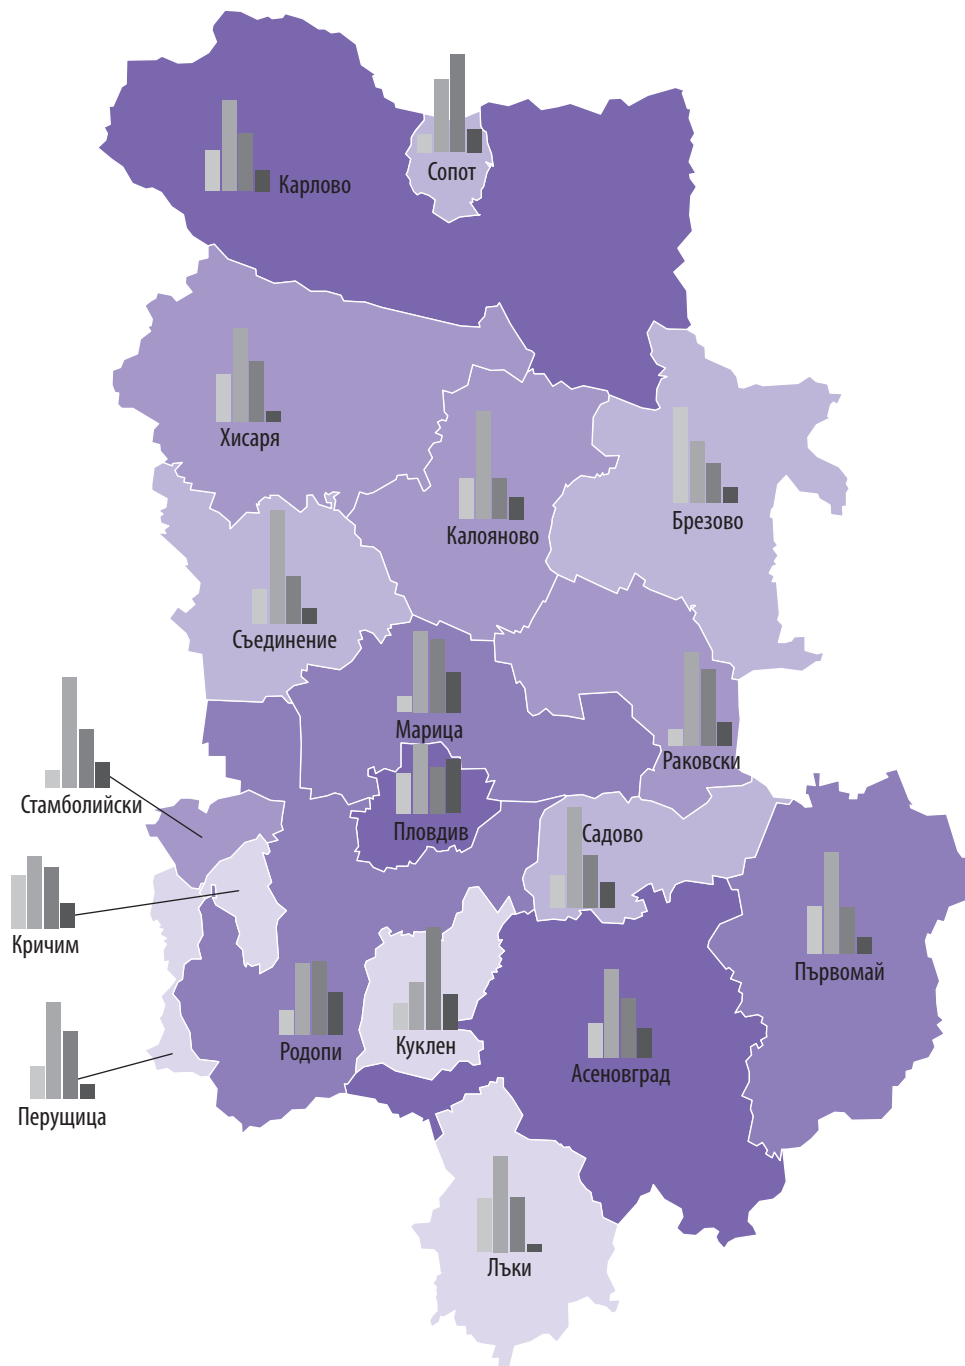 Сопот
Карлово
Хисаря
Калояново
Брезово
Съединение
Марица
Раковски
Стамболийски
Пловдив
Садово
Кричим
Първомай
Родопи
Куклен
Асеновград
Перущица
Лъки